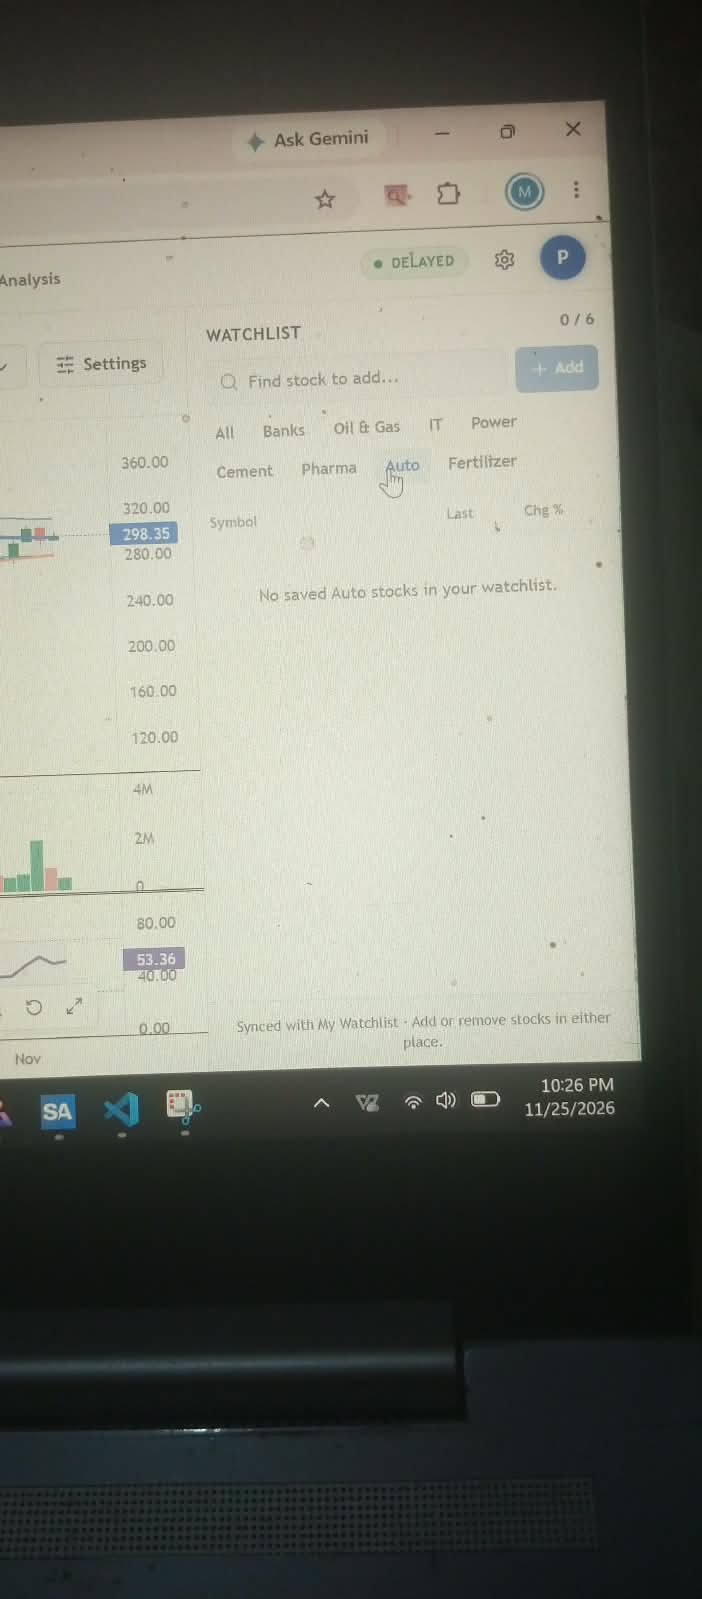 Ask Gemini
M
Analysis
DELAYED
P
WATCHLIST
0 / 6
Settings
Find stock to add...
+ Add
All Banks Oil & Gas IT Power
Cement Pharma Auto Fertilizer
Symbol Last Chg %
No saved Auto stocks in your watchlist.
360.00
320.00
298.35
280.00
240.00
200.00
160.00
120.00
4M
2M
0
80.00
53.36
40.00
0.00
Nov
Synced with My Watchlist · Add or remove stocks in either
place.
SA
10:26 PM
11/25/2026